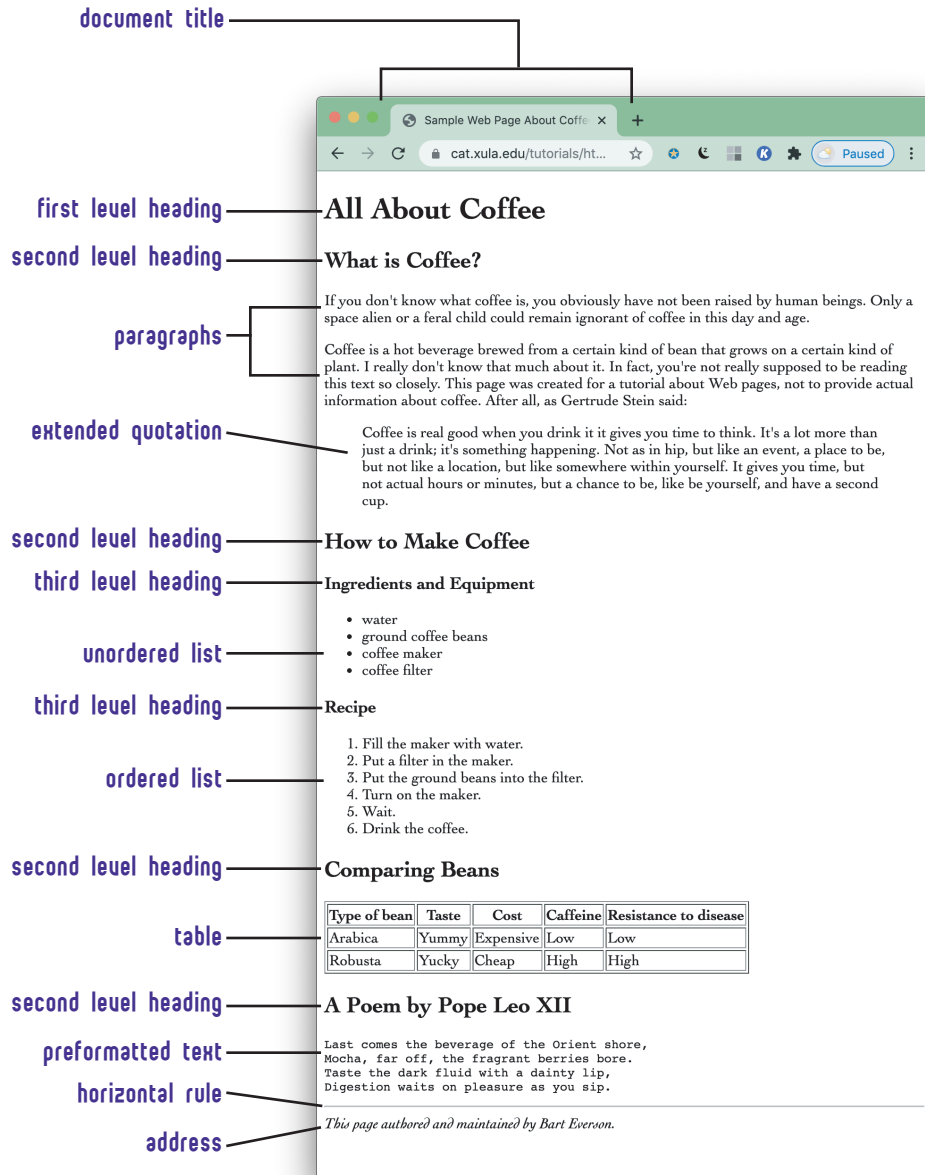 document title
Sample Web Page About Coffe
cat.xula.edu/tutorials/ht...
Paused
first level heading
All About Coffee
second level heading
What is Coffee?
paragraphs
If you don't know what coffee is, you obviously have not been raised by human beings. Only a
space alien or a feral child could remain ignorant of coffee in this day and age.
Coffee is a hot beverage brewed from a certain kind of bean that grows on a certain kind of
plant. I really don't know that much about it. In fact, you're not really supposed to be reading
this text so closely. This page was created for a tutorial about Web pages, not to provide actual
information about coffee. After all, as Gertrude Stein said:
extended quotation
Coffee is real good when you drink it it gives you time to think. It's a lot more than
just a drink; it's something happening. Not as in hip, but like an event, a place to be,
but not like a location, but like somewhere within yourself. It gives you time, but
not actual hours or minutes, but a chance to be, like be yourself, and have a second
cup.
second level heading
How to Make Coffee
third level heading
Ingredients and Equipment
unordered list
• water
• ground coffee beans
• coffee maker
• coffee filter
third level heading
Recipe
ordered list
1. Fill the maker with water.
2. Put a filter in the maker.
3. Put the ground beans into the filter.
4. Turn on the maker.
5. Wait.
6. Drink the coffee.
second level heading
Comparing Beans
table
Type of bean Taste Cost Caffeine Resistance to disease
Arabica Yummy Expensive Low Low
Robusta Yucky Cheap High High
second level heading
A Poem by Pope Leo XII
preformatted text
Last comes the beverage of the Orient shore,
Mocha, far off, the fragrant berries bore.
Taste the dark fluid with a dainty lip,
Digestion waits on pleasure as you sip.
horizontal rule
address
This page authored and maintained by Bart Everson.